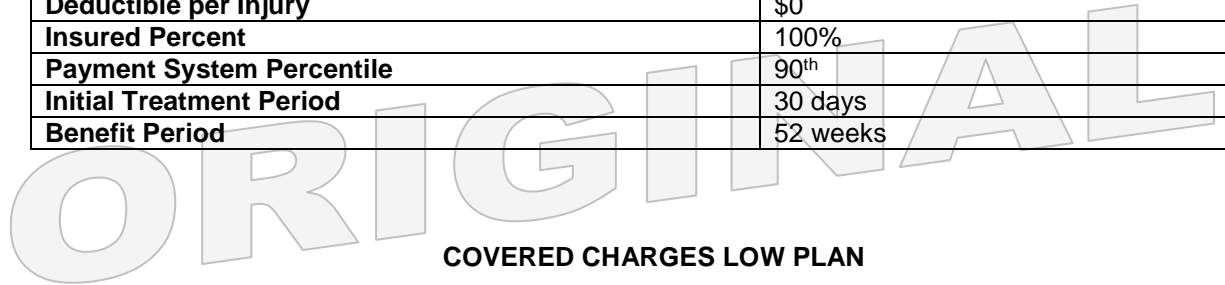 Deductible per Injury $0
Insured Percent 100%
Payment System Percentile 90th
Initial Treatment Period 30 days
Benefit Period 52 weeks
ORIGINAL
COVERED CHARGES LOW PLAN